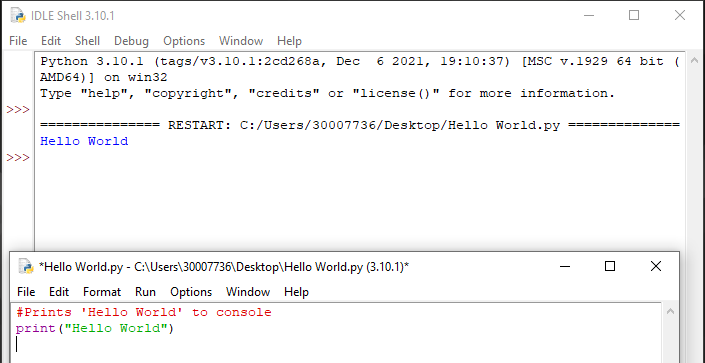 IDLE Shell 3.10.1
File Edit Shell Debug Options Window Help
Python 3.10.1 (tags/v3.10.1:2cd268a, Dec  6 2021, 19:10:37) [MSC v.1929 64 bit (
AMD64)] on win32
Type "help", "copyright", "credits" or "license()" for more information.
>>>
=============== RESTART: C:/Users/30007736/Desktop/Hello World.py ==============
Hello World
>>>
*Hello World.py - C:\Users\30007736\Desktop\Hello World.py (3.10.1)*
File Edit Format Run Options Window Help
#Prints 'Hello World' to console
print("Hello World")